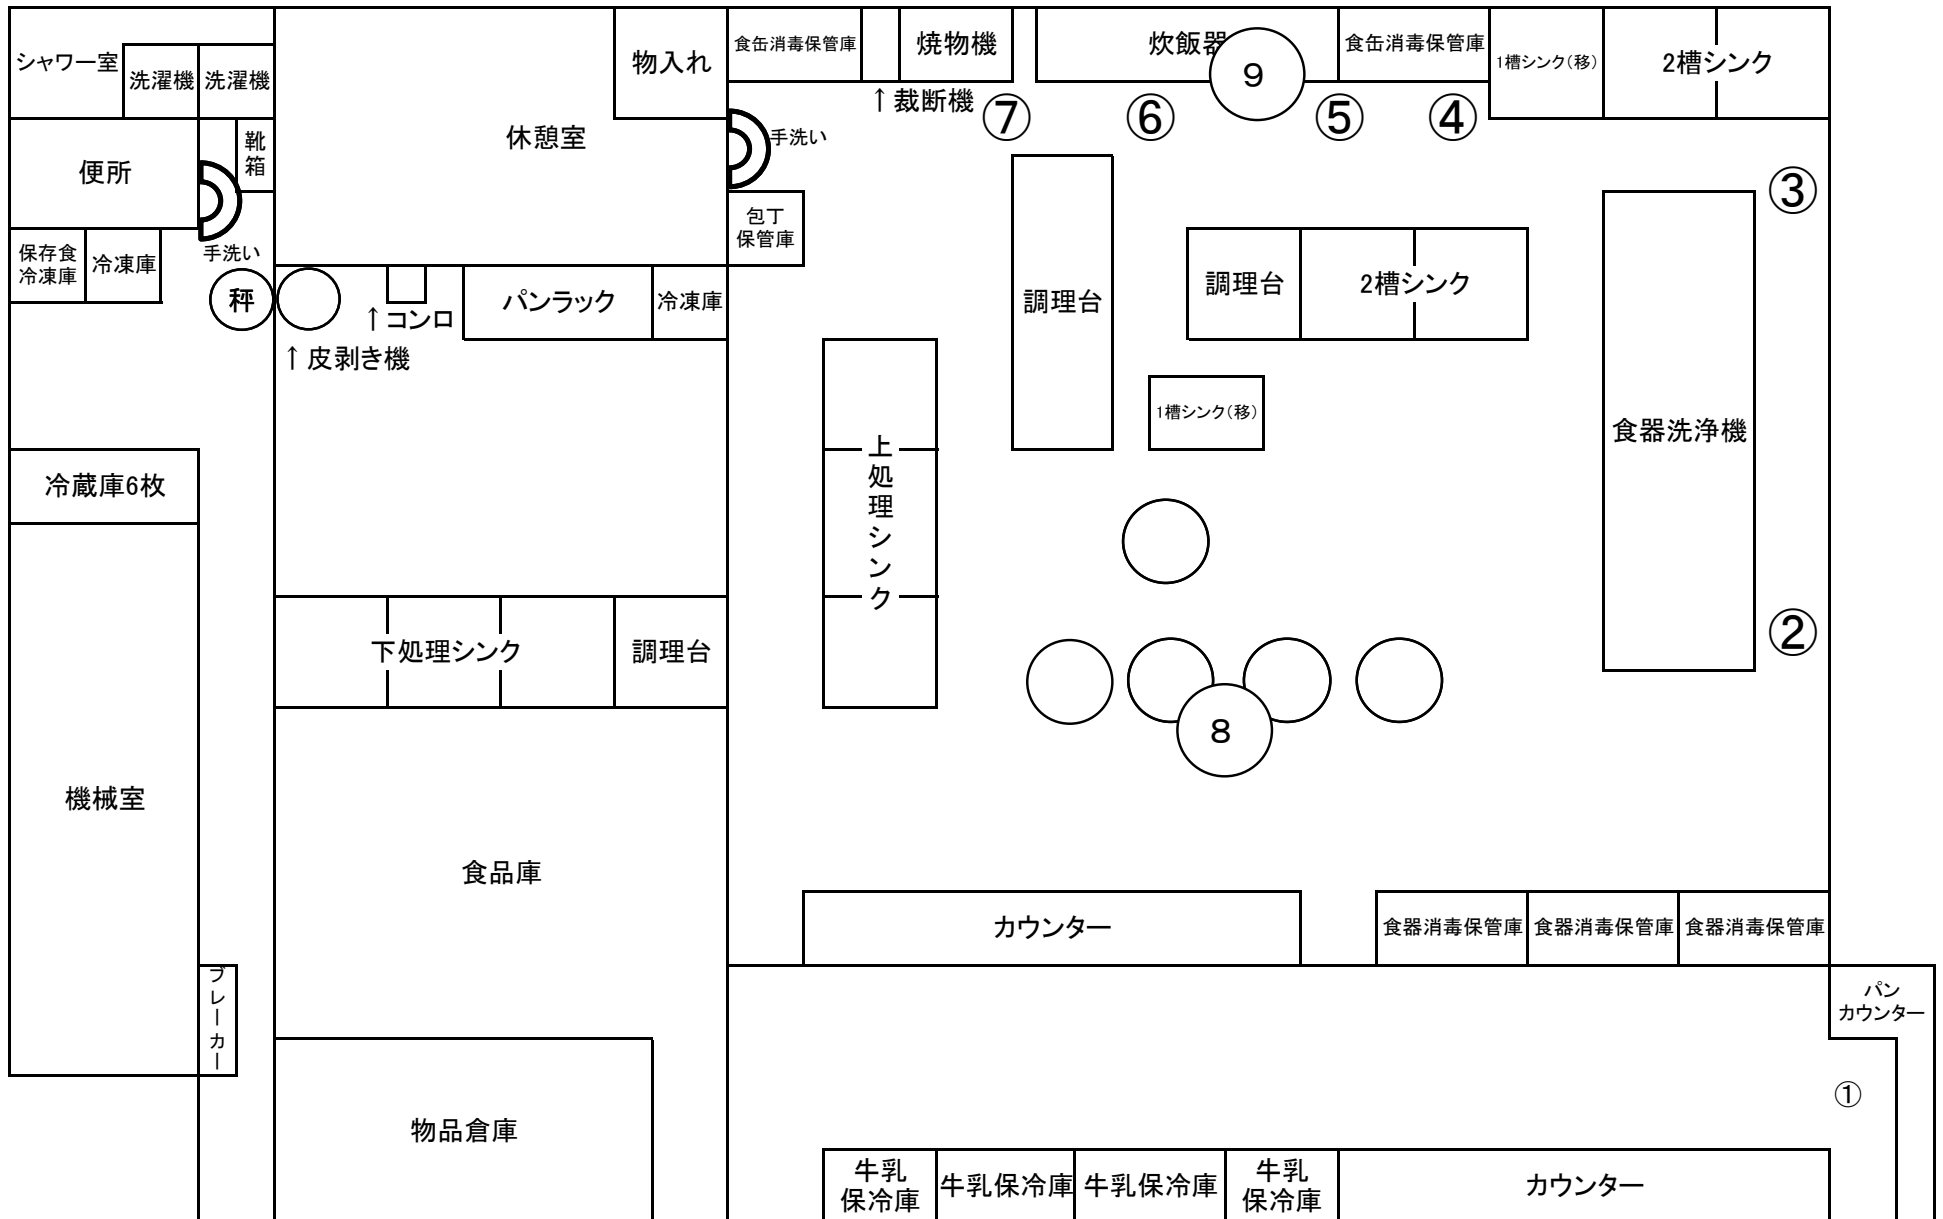 シャワー室
洗濯機
洗濯機
物入れ
食缶消毒保管庫
焼物機
炊飯器
⑨
食缶消毒保管庫
1槽シンク(移)
2槽シンク
↑裁断機
⑦
⑥
⑤
④
靴
箱
休憩室
手洗い
便所
③
包丁
保管庫
手洗い
保存食
冷凍庫
冷凍庫
秤
↑コンロ
パンラック
冷凍庫
↑皮剥き機
調理台
調理台
2槽シンク
1槽シンク(移)
食器洗浄機
上処理シンク
冷蔵庫6枚
下処理シンク
調理台
②
8
機械室
食品庫
カウンター
食器消毒保管庫
食器消毒保管庫
食器消毒保管庫
ブレーカー
パン
カウンター
①
物品倉庫
牛乳
保冷庫
牛乳保冷庫
牛乳保冷庫
牛乳
保冷庫
カウンター